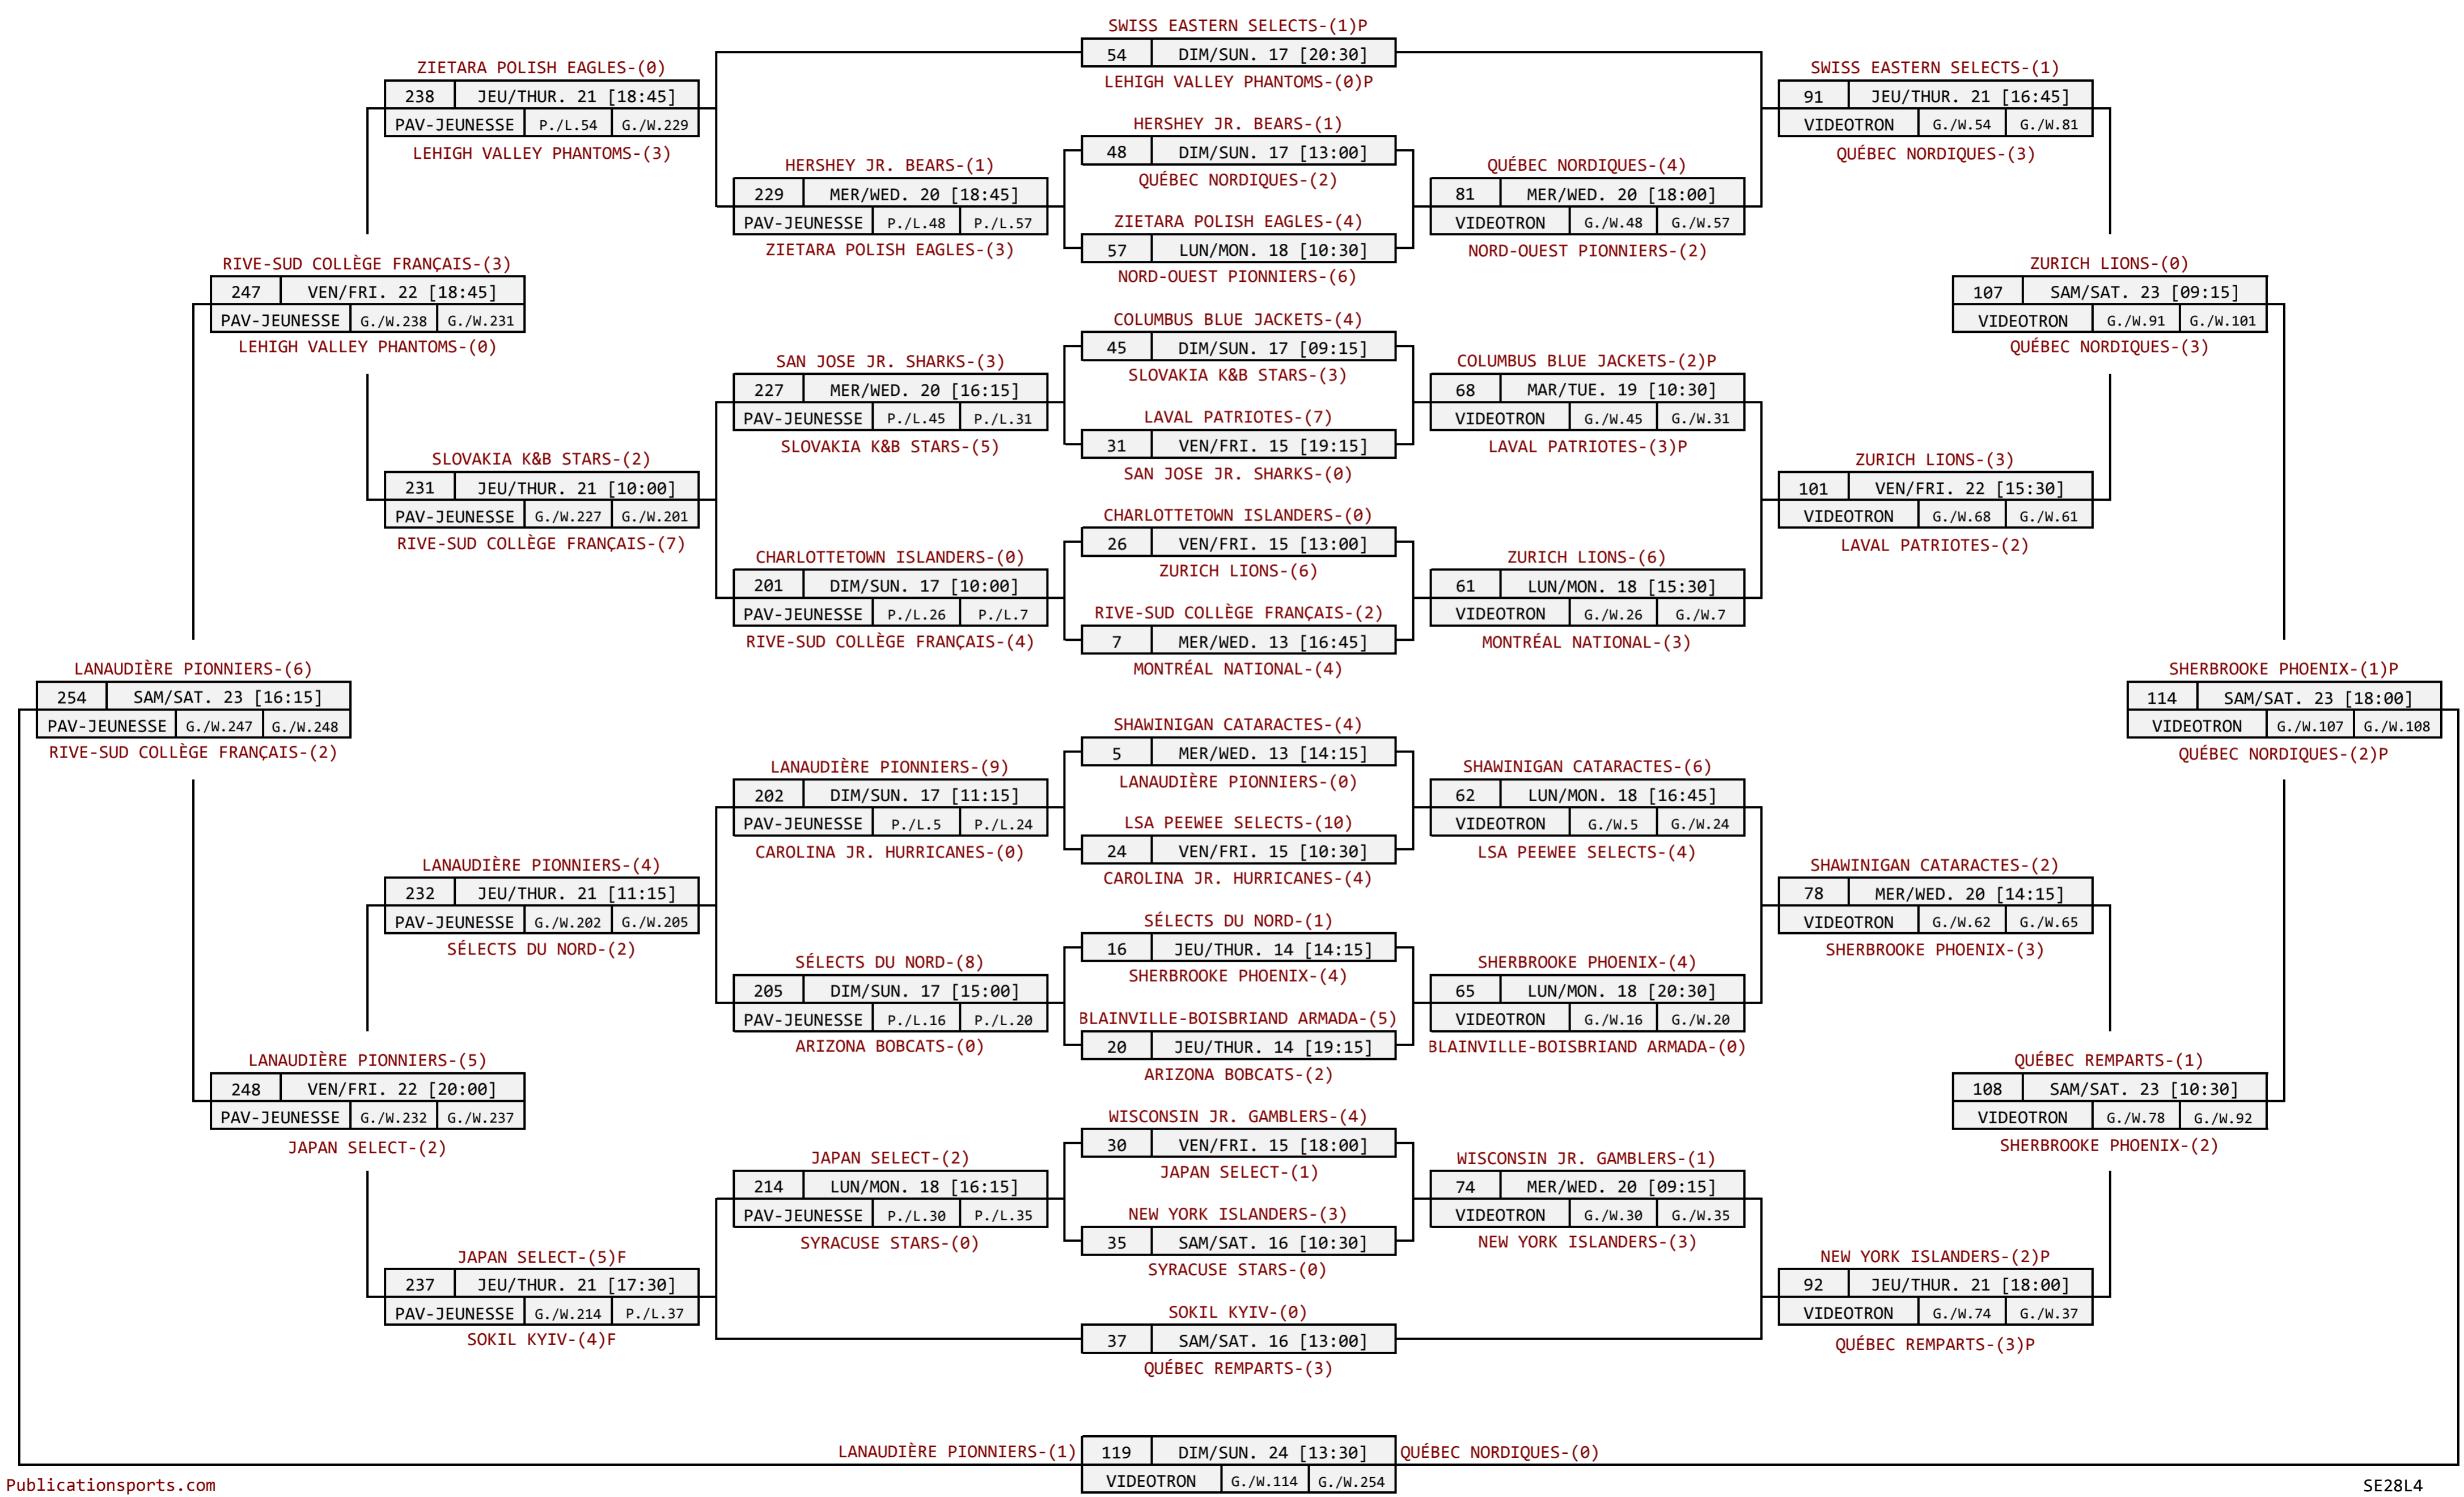 SWISS EASTERN SELECTS-(1)P
54 DIM/SUN. 17 [20:30]
LEHIGH VALLEY PHANTOMS-(0)P
ZIETARA POLISH EAGLES-(0)
238 JEU/THUR. 21 [18:45]
PAV-JEUNESSE P./L.54 G./W.229
LEHIGH VALLEY PHANTOMS-(3)
SWISS EASTERN SELECTS-(1)
91 JEU/THUR. 21 [16:45]
VIDEOTRON G./W.54 G./W.81
QUÉBEC NORDIQUES-(3)
HERSHEY JR. BEARS-(1)
48 DIM/SUN. 17 [13:00]
QUÉBEC NORDIQUES-(2)
HERSHEY JR. BEARS-(1)
229 MER/WED. 20 [18:45]
PAV-JEUNESSE P./L.48 P./L.57
ZIETARA POLISH EAGLES-(3)
ZIETARA POLISH EAGLES-(4)
57 LUN/MON. 18 [10:30]
NORD-OUEST PIONNIERS-(6)
QUÉBEC NORDIQUES-(4)
81 MER/WED. 20 [18:00]
VIDEOTRON G./W.48 G./W.57
NORD-OUEST PIONNIERS-(2)
RIVE-SUD COLLÈGE FRANÇAIS-(3)
247 VEN/FRI. 22 [18:45]
PAV-JEUNESSE G./W.238 G./W.231
LEHIGH VALLEY PHANTOMS-(0)
ZURICH LIONS-(0)
107 SAM/SAT. 23 [09:15]
VIDEOTRON G./W.91 G./W.101
QUÉBEC NORDIQUES-(3)
COLUMBUS BLUE JACKETS-(4)
45 DIM/SUN. 17 [09:15]
SLOVAKIA K&B STARS-(3)
SAN JOSE JR. SHARKS-(3)
227 MER/WED. 20 [16:15]
PAV-JEUNESSE P./L.45 P./L.31
SLOVAKIA K&B STARS-(5)
LAVAL PATRIOTES-(7)
31 VEN/FRI. 15 [19:15]
SAN JOSE JR. SHARKS-(0)
COLUMBUS BLUE JACKETS-(2)P
68 MAR/TUE. 19 [10:30]
VIDEOTRON G./W.45 G./W.31
LAVAL PATRIOTES-(3)P
SLOVAKIA K&B STARS-(2)
231 JEU/THUR. 21 [10:00]
PAV-JEUNESSE G./W.227 G./W.201
RIVE-SUD COLLÈGE FRANÇAIS-(7)
ZURICH LIONS-(3)
101 VEN/FRI. 22 [15:30]
VIDEOTRON G./W.68 G./W.61
LAVAL PATRIOTES-(2)
CHARLOTTETOWN ISLANDERS-(0)
26 VEN/FRI. 15 [13:00]
ZURICH LIONS-(6)
CHARLOTTETOWN ISLANDERS-(0)
201 DIM/SUN. 17 [10:00]
PAV-JEUNESSE P./L.26 P./L.7
RIVE-SUD COLLÈGE FRANÇAIS-(4)
RIVE-SUD COLLÈGE FRANÇAIS-(2)
7 MER/WED. 13 [16:45]
MONTRÉAL NATIONAL-(4)
ZURICH LIONS-(6)
61 LUN/MON. 18 [15:30]
VIDEOTRON G./W.26 G./W.7
MONTRÉAL NATIONAL-(3)
LANAUDIÈRE PIONNIERS-(6)
254 SAM/SAT. 23 [16:15]
PAV-JEUNESSE G./W.247 G./W.248
RIVE-SUD COLLÈGE FRANÇAIS-(2)
SHERBROOKE PHOENIX-(1)P
114 SAM/SAT. 23 [18:00]
VIDEOTRON G./W.107 G./W.108
QUÉBEC NORDIQUES-(2)P
SHAWINIGAN CATARACTES-(4)
5 MER/WED. 13 [14:15]
LANAUDIÈRE PIONNIERS-(0)
LANAUDIÈRE PIONNIERS-(9)
202 DIM/SUN. 17 [11:15]
PAV-JEUNESSE P./L.5 P./L.24
CAROLINA JR. HURRICANES-(0)
LSA PEEWEE SELECTS-(10)
24 VEN/FRI. 15 [10:30]
CAROLINA JR. HURRICANES-(4)
SHAWINIGAN CATARACTES-(6)
62 LUN/MON. 18 [16:45]
VIDEOTRON G./W.5 G./W.24
LSA PEEWEE SELECTS-(4)
LANAUDIÈRE PIONNIERS-(4)
232 JEU/THUR. 21 [11:15]
PAV-JEUNESSE G./W.202 G./W.205
SÉLECTS DU NORD-(2)
SHAWINIGAN CATARACTES-(2)
78 MER/WED. 20 [14:15]
VIDEOTRON G./W.62 G./W.65
SHERBROOKE PHOENIX-(3)
SÉLECTS DU NORD-(1)
16 JEU/THUR. 14 [14:15]
SHERBROOKE PHOENIX-(4)
SÉLECTS DU NORD-(8)
205 DIM/SUN. 17 [15:00]
PAV-JEUNESSE P./L.16 P./L.20
ARIZONA BOBCATS-(0)
BLAINVILLE-BOISBRIAND ARMADA-(5)
20 JEU/THUR. 14 [19:15]
ARIZONA BOBCATS-(2)
SHERBROOKE PHOENIX-(4)
65 LUN/MON. 18 [20:30]
VIDEOTRON G./W.16 G./W.20
BLAINVILLE-BOISBRIAND ARMADA-(0)
LANAUDIÈRE PIONNIERS-(5)
248 VEN/FRI. 22 [20:00]
PAV-JEUNESSE G./W.232 G./W.237
JAPAN SELECT-(2)
QUÉBEC REMPARTS-(1)
108 SAM/SAT. 23 [10:30]
VIDEOTRON G./W.78 G./W.92
SHERBROOKE PHOENIX-(2)
WISCONSIN JR. GAMBLERS-(4)
30 VEN/FRI. 15 [18:00]
JAPAN SELECT-(1)
JAPAN SELECT-(2)
214 LUN/MON. 18 [16:15]
PAV-JEUNESSE P./L.30 P./L.35
SYRACUSE STARS-(0)
NEW YORK ISLANDERS-(3)
35 SAM/SAT. 16 [10:30]
SYRACUSE STARS-(0)
WISCONSIN JR. GAMBLERS-(1)
74 MER/WED. 20 [09:15]
VIDEOTRON G./W.30 G./W.35
NEW YORK ISLANDERS-(3)
JAPAN SELECT-(5)F
237 JEU/THUR. 21 [17:30]
PAV-JEUNESSE G./W.214 P./L.37
SOKIL KYIV-(4)F
NEW YORK ISLANDERS-(2)P
92 JEU/THUR. 21 [18:00]
VIDEOTRON G./W.74 G./W.37
QUÉBEC REMPARTS-(3)P
SOKIL KYIV-(0)
37 SAM/SAT. 16 [13:00]
QUÉBEC REMPARTS-(3)
LANAUDIÈRE PIONNIERS-(1) 119 DIM/SUN. 24 [13:30] QUÉBEC NORDIQUES-(0)
VIDEOTRON G./W.114 G./W.254
Publicationsports.com
SE28L4